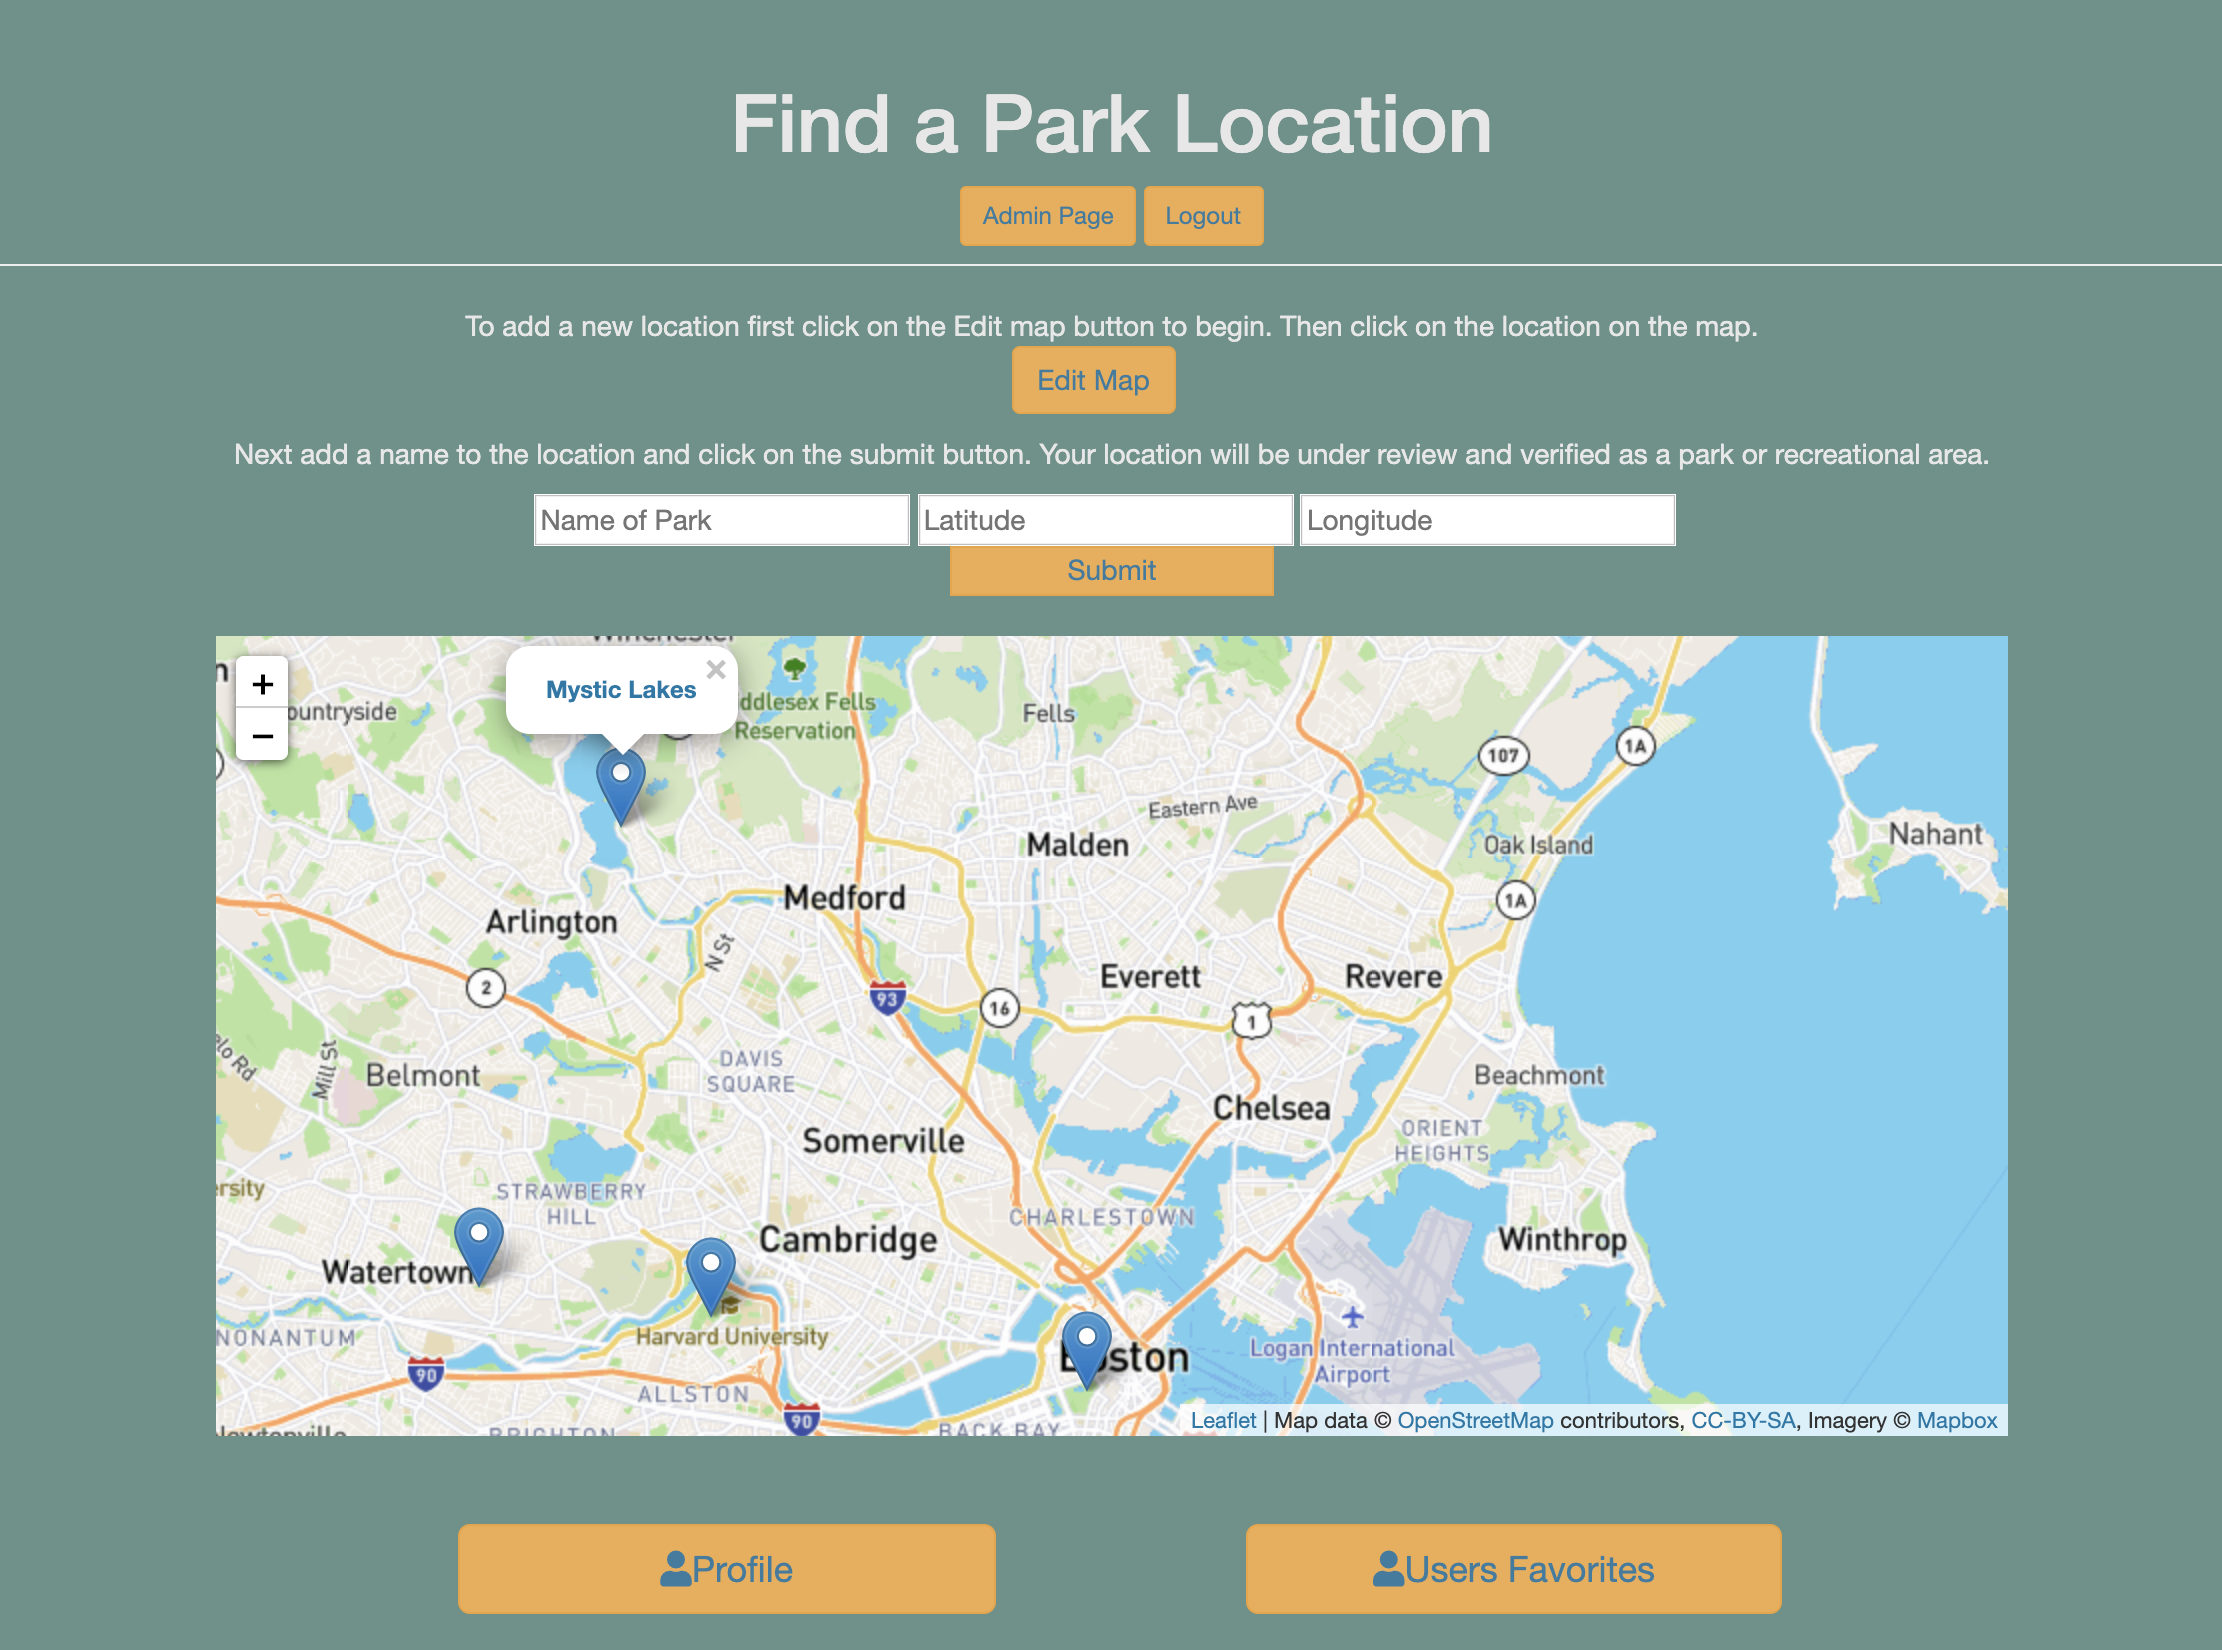 Find a Park Location
Admin Page Logout
To add a new location first click on the Edit map button to begin. Then click on the location on the map.
Edit Map
Next add a name to the location and click on the submit button. Your location will be under review and verified as a park or recreational area.
Name of Park Latitude Longitude
Submit
Winchester
+
−
ountryside
Mystic Lakes ×
ddlesex Fells
Reservation
Fells
107
1A
Eastern Ave
Malden
Oak Island
Nahant
1A
Medford
Arlington
N St
2
93
16
Everett
Revere
1
elo Rd
Mill St
Belmont
DAVIS
SQUARE
Beachmont
Chelsea
ORIENT
HEIGHTS
Somerville
ersity
STRAWBERRY
HILL
CHARLESTOWN
Cambridge
Winthrop
Watertown
NONANTUM
Harvard University
Logan International
Airport
90
ALLSTON
90
BRIGHTON
BACK BAY
Leaflet | Map data © OpenStreetMap contributors, CC-BY-SA, Imagery © Mapbox
Profile
Users Favorites